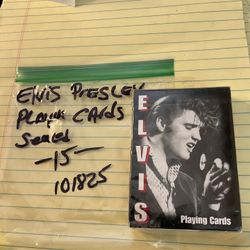 ELVIS PRESLEY
PLAYING CARDS
Sealed
-15-
101825
ELVIS
Playing Cards